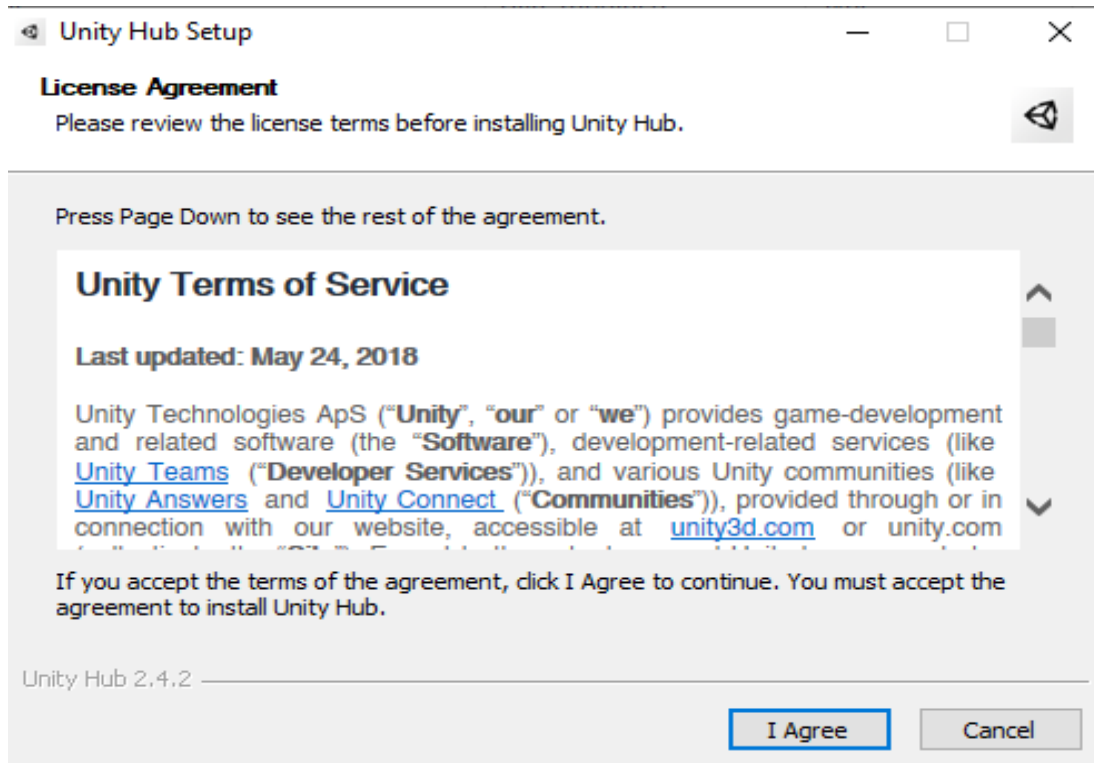 Unity Hub Setup
License Agreement
Please review the license terms before installing Unity Hub.
Press Page Down to see the rest of the agreement.
Unity Terms of Service
Last updated: May 24, 2018
Unity Technologies ApS (“Unity”, “our” or “we”) provides game-development
and related software (the “Software”), development-related services (like
Unity Teams (“Developer Services”)), and various Unity communities (like
Unity Answers and Unity Connect (“Communities”)), provided through or in
connection with our website, accessible at unity3d.com or unity.com
If you accept the terms of the agreement, click I Agree to continue. You must accept the
agreement to install Unity Hub.
Unity Hub 2.4.2
I Agree
Cancel